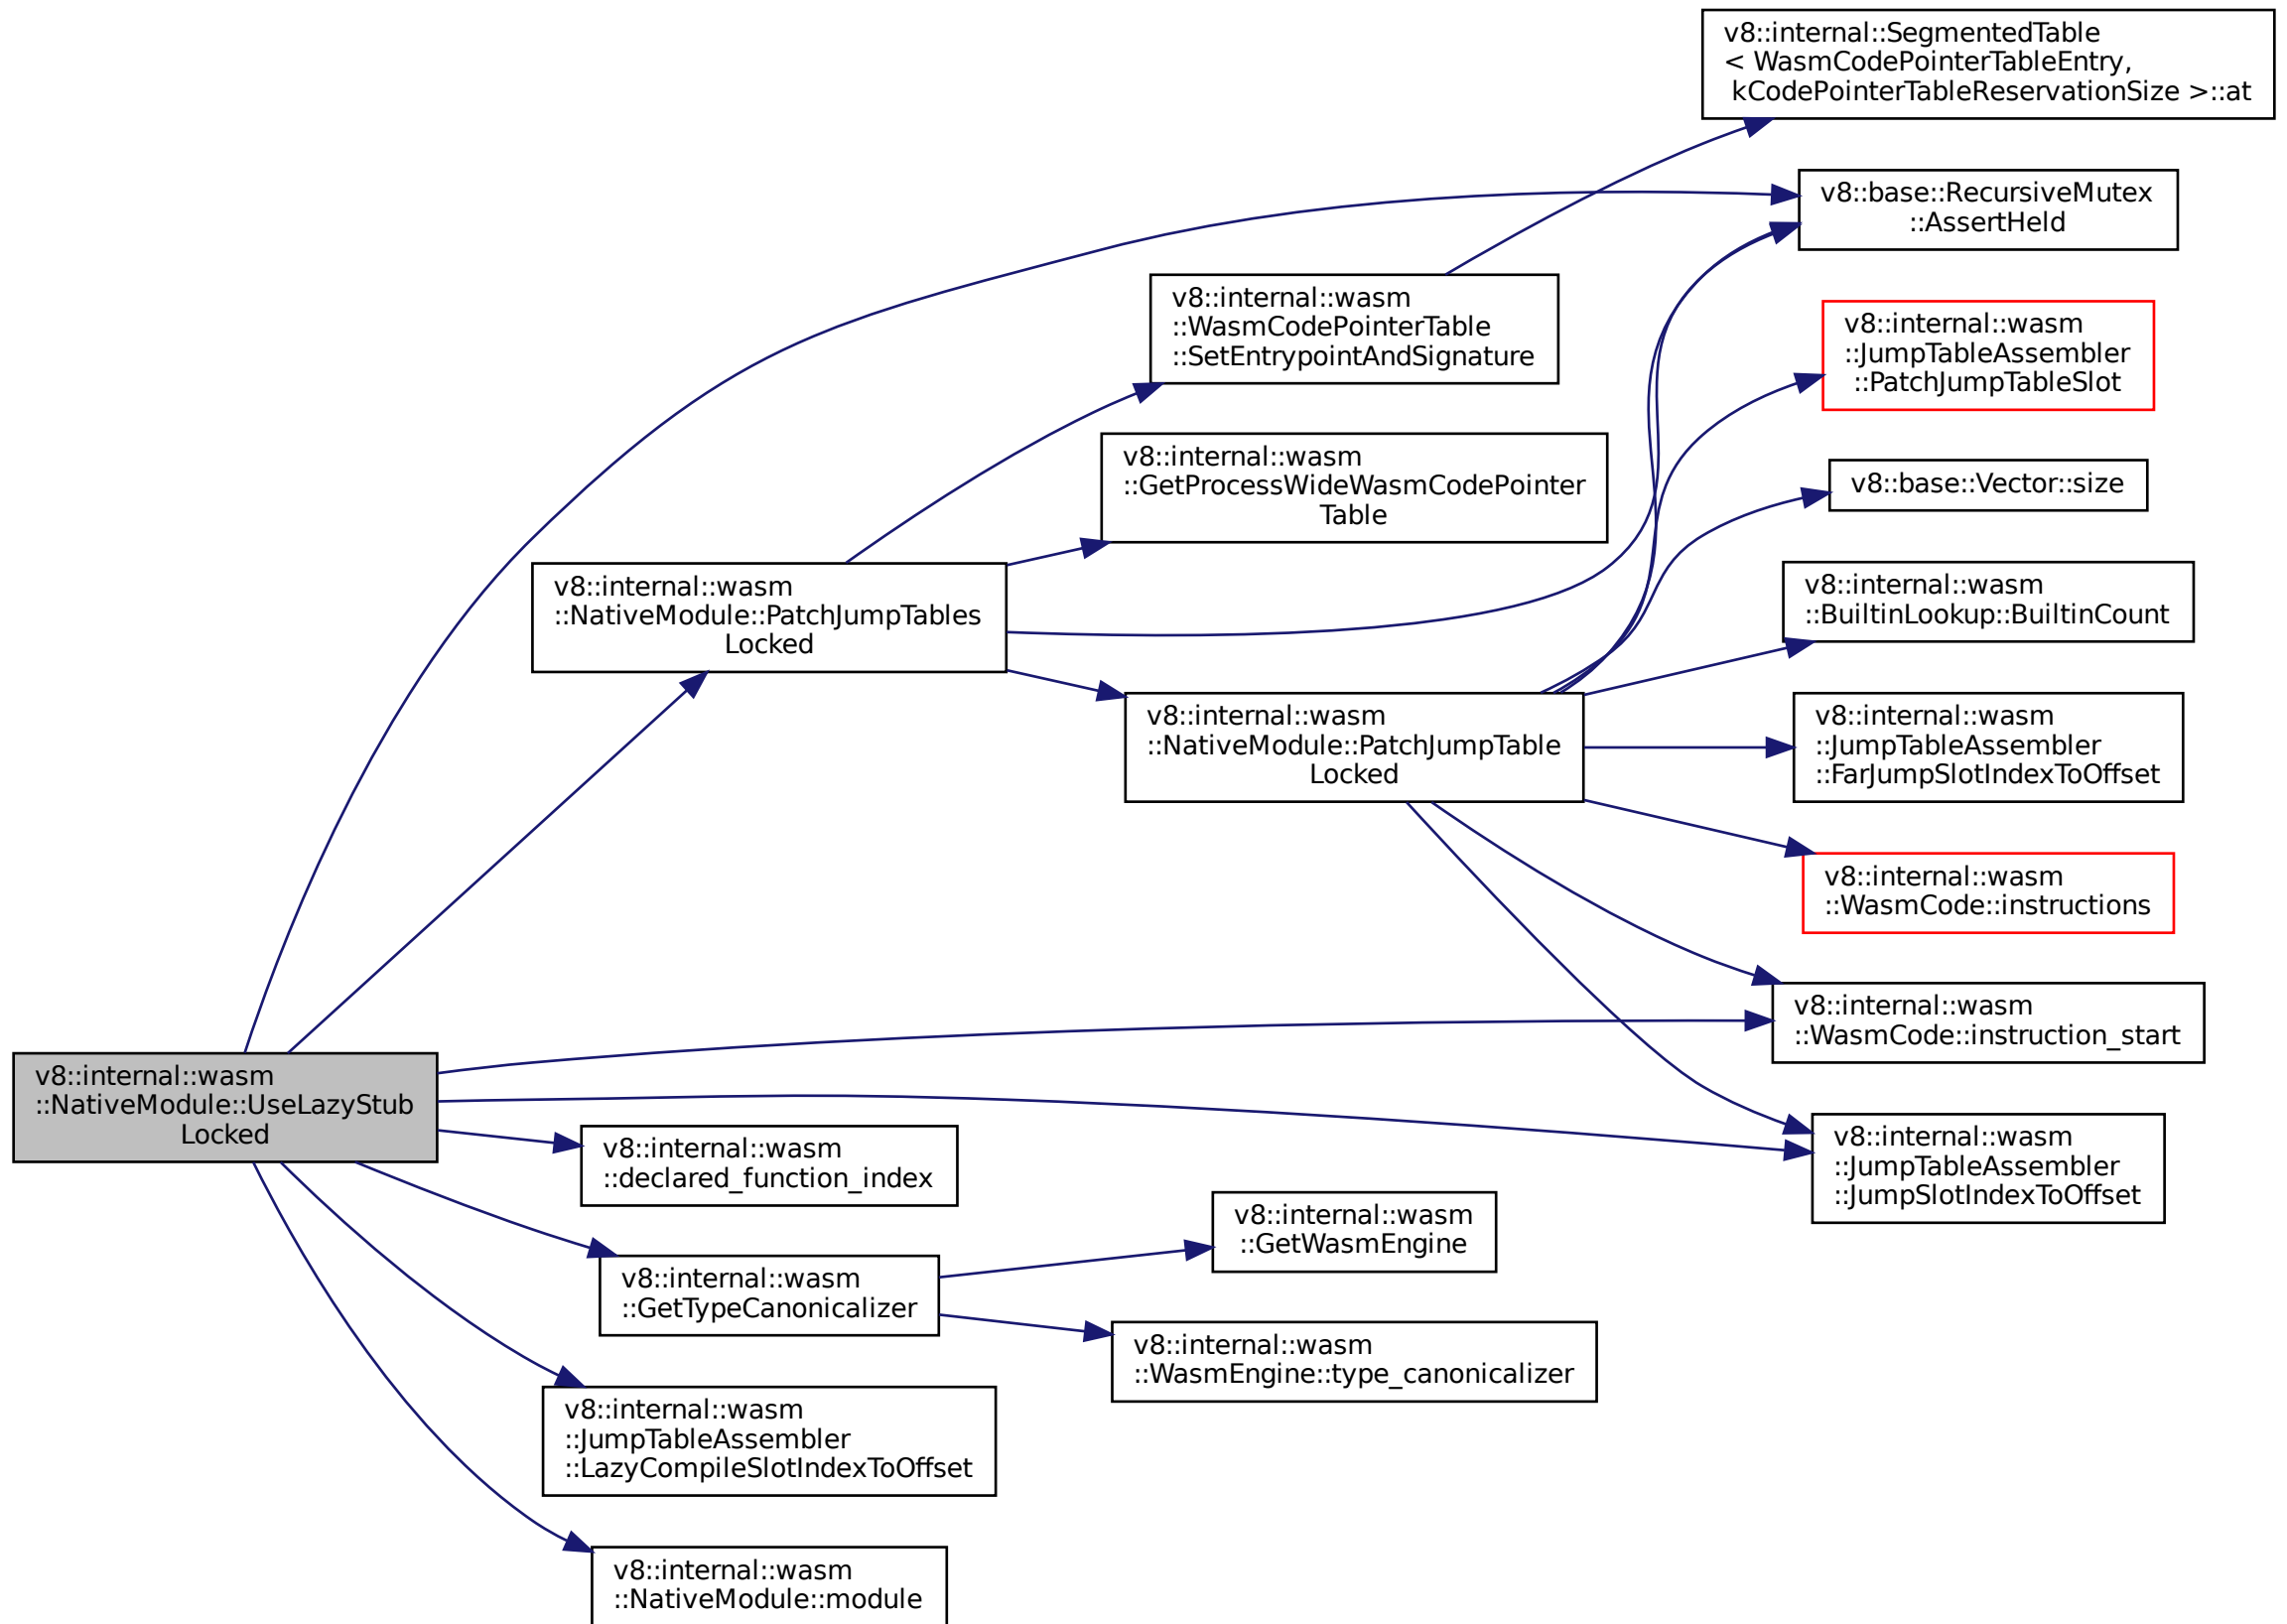 v8::internal::SegmentedTable
< WasmCodePointerTableEntry,
kCodePointerTableReservationSize >::at
v8::base::RecursiveMutex
::AssertHeld
v8::internal::wasm
::WasmCodePointerTable
::SetEntrypointAndSignature
v8::internal::wasm
::JumpTableAssembler
::PatchJumpTableSlot
v8::internal::wasm
::GetProcessWideWasmCodePointer
Table
v8::base::Vector::size
v8::internal::wasm
::NativeModule::PatchJumpTables
Locked
v8::internal::wasm
::BuiltinLookup::BuiltinCount
v8::internal::wasm
::NativeModule::PatchJumpTable
Locked
v8::internal::wasm
::JumpTableAssembler
::FarJumpSlotIndexToOffset
v8::internal::wasm
::WasmCode::instructions
v8::internal::wasm
::WasmCode::instruction_start
v8::internal::wasm
::NativeModule::UseLazyStub
Locked
v8::internal::wasm
::declared_function_index
v8::internal::wasm
::JumpTableAssembler
::JumpSlotIndexToOffset
v8::internal::wasm
::GetWasmEngine
v8::internal::wasm
::GetTypeCanonicalizer
v8::internal::wasm
::WasmEngine::type_canonicalizer
v8::internal::wasm
::JumpTableAssembler
::LazyCompileSlotIndexToOffset
v8::internal::wasm
::NativeModule::module